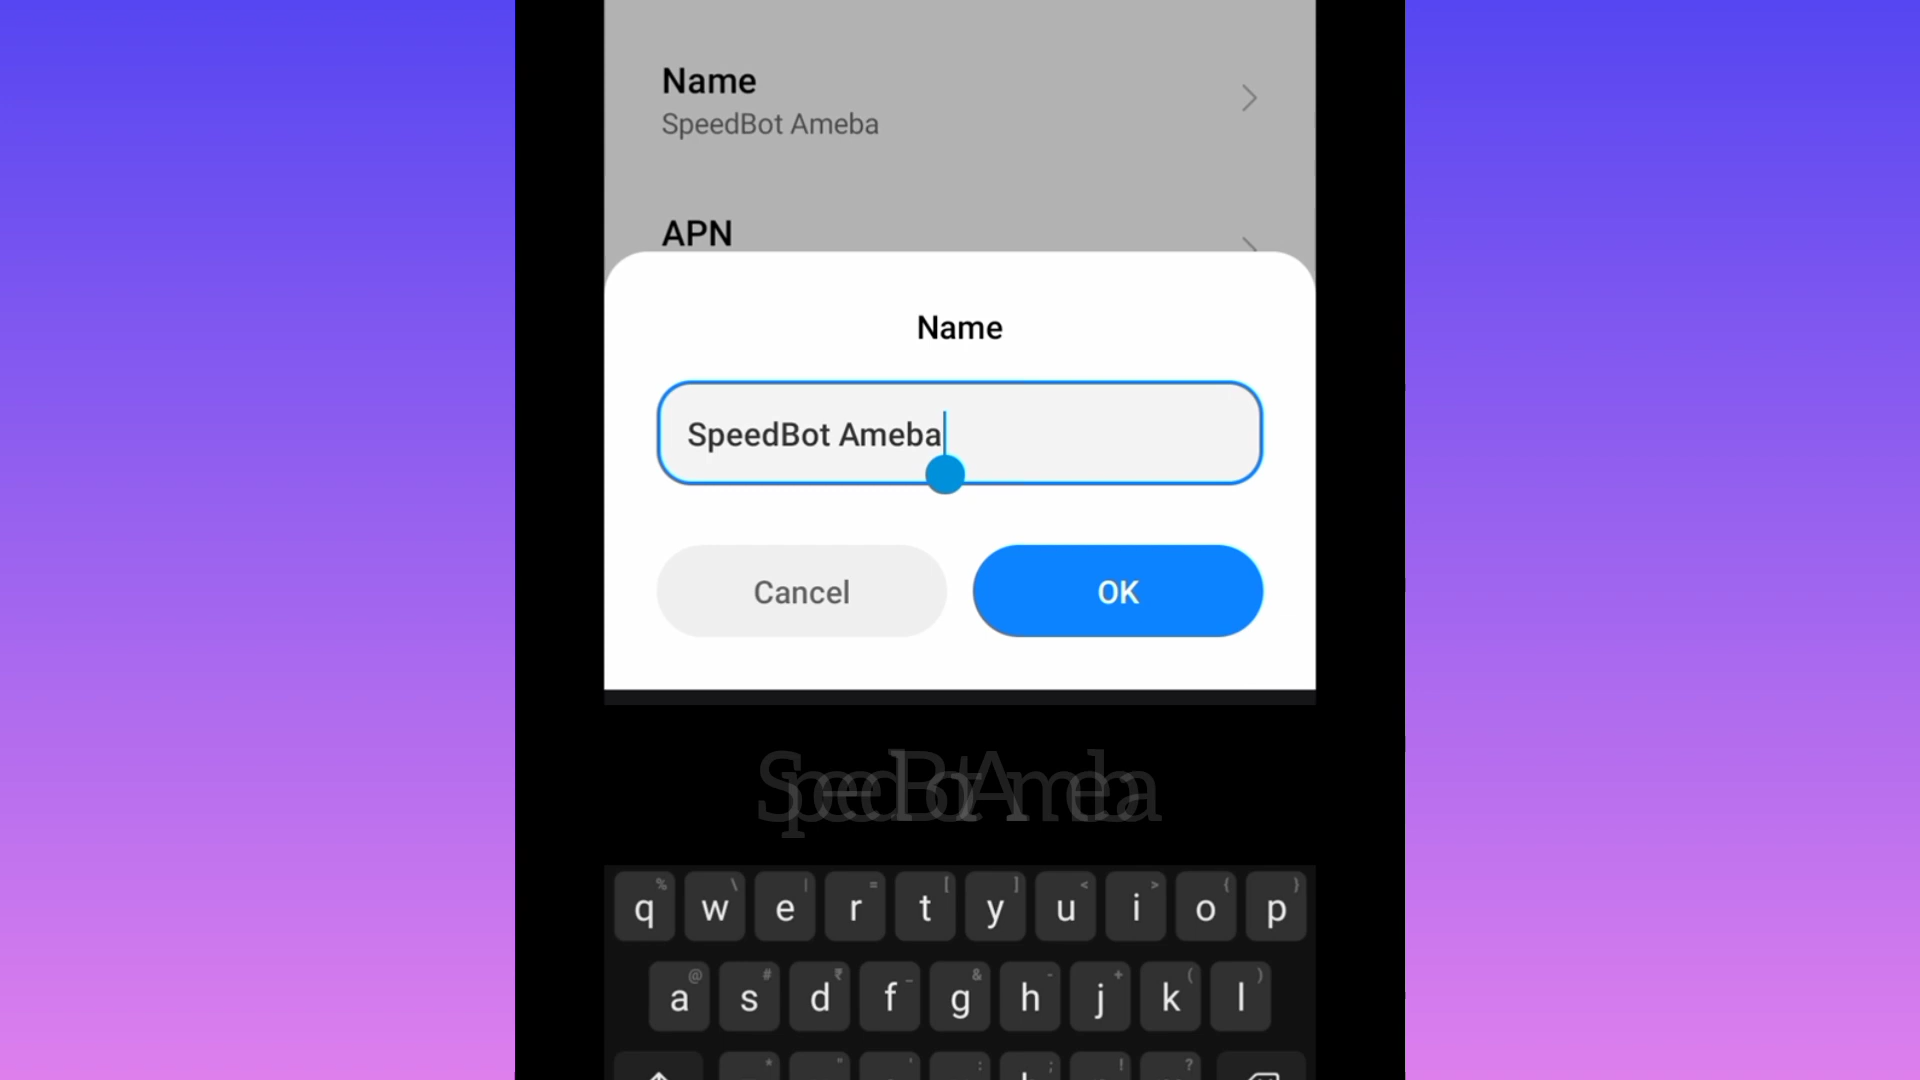 Name
SpeedBot Ameba
APN
Name
SpeedBot Ameba
Cancel
OK
SpeedBot Ameba
% \ | = [ ] < > { }
q w e r t y u i o p
@ # ₹ _ & - + ( )
a s d f g h j k l
* " ' : ; ! ?